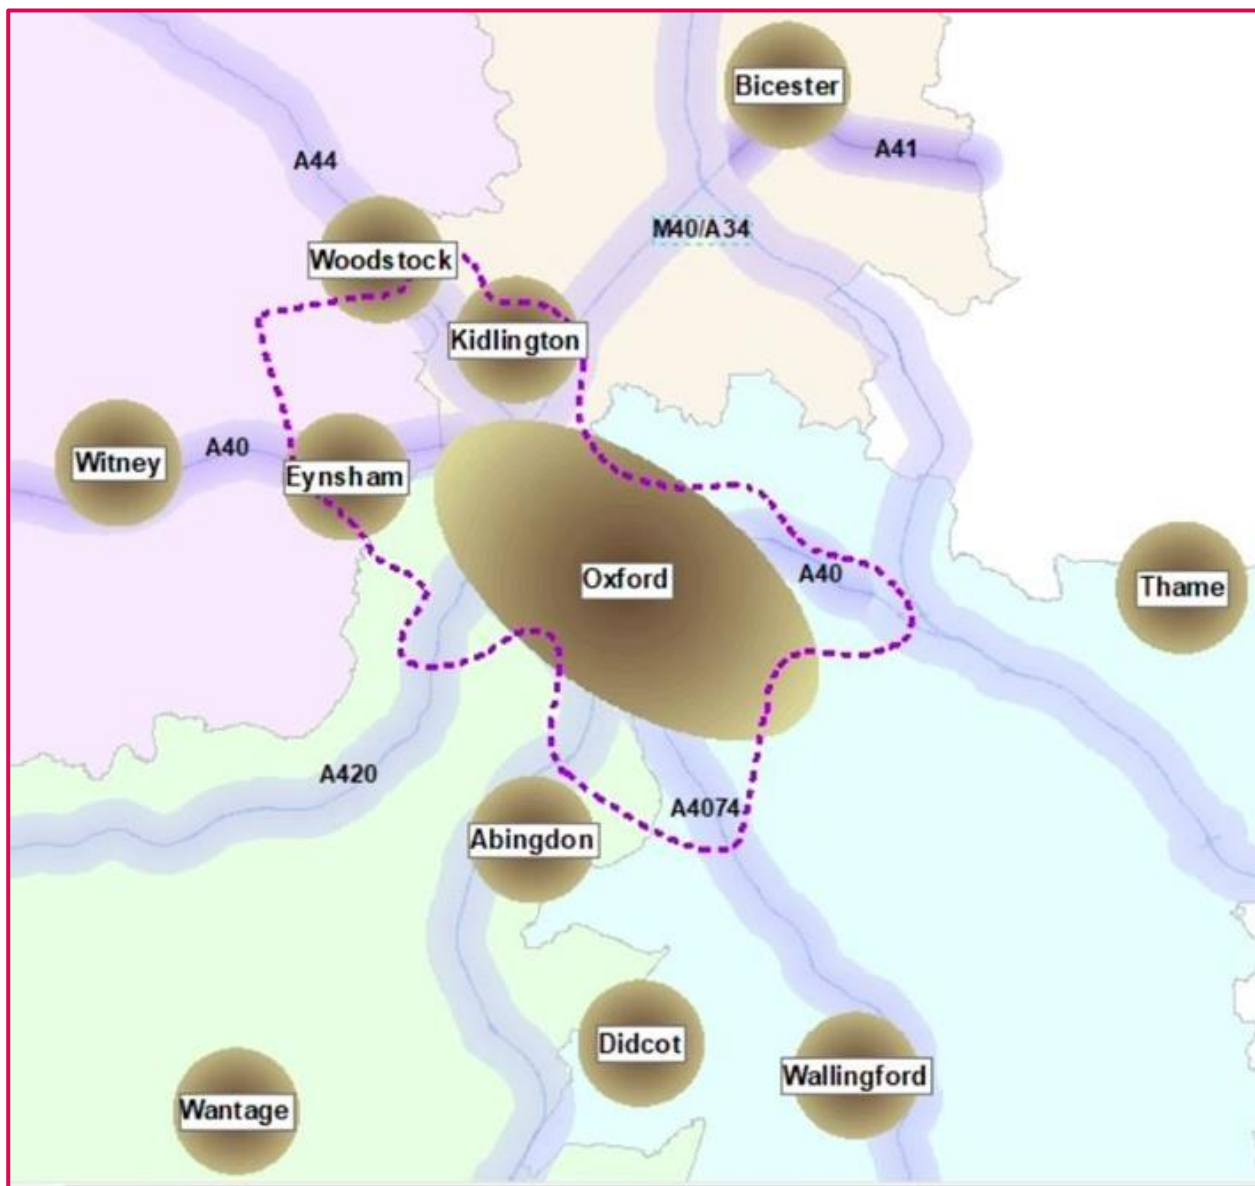 Bicester
A41
A44
M40/A34
Woodstock
Kidlington
A40
Witney
Eynsham
Oxford
A40
Thame
A420
A4074
Abingdon
Didcot
Wallingford
Wantage